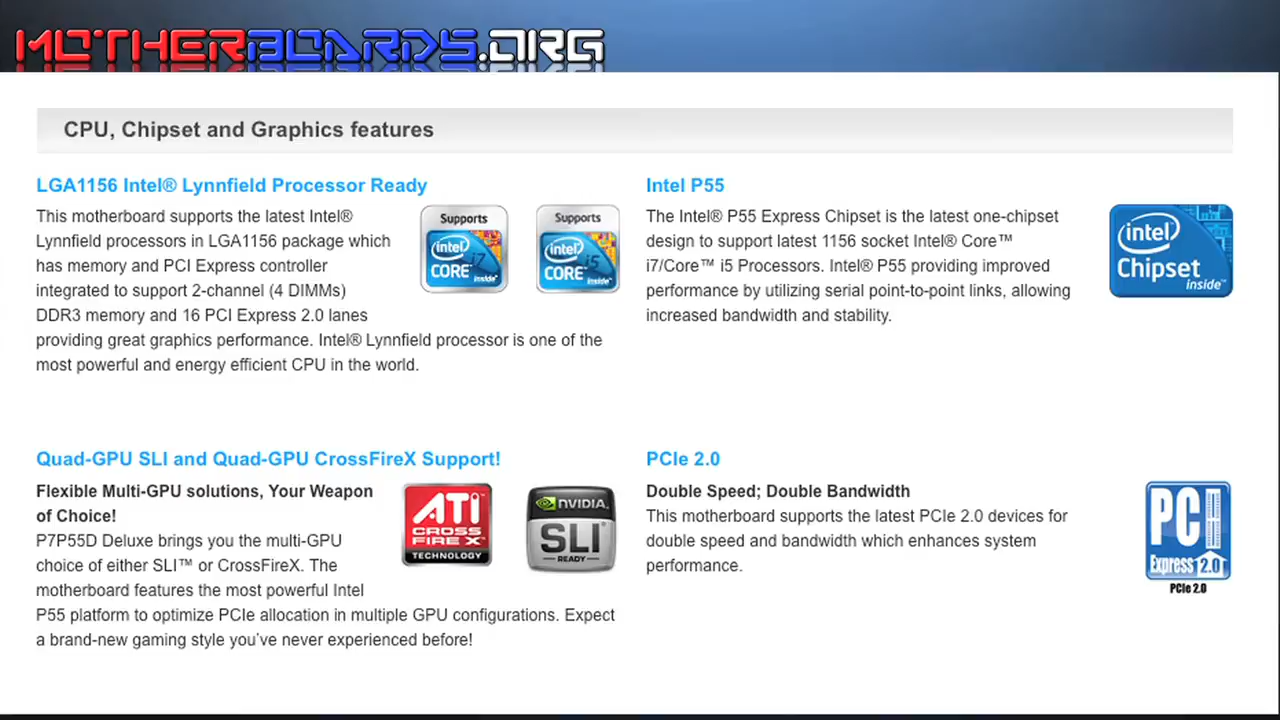 MOTHERBOARDS.ORG
CPU, Chipset and Graphics features
LGA1156 Intel® Lynnfield Processor Ready
This motherboard supports the latest Intel®
Lynnfield processors in LGA1156 package which
has memory and PCI Express controller
integrated to support 2-channel (4 DIMMs)
DDR3 memory and 16 PCI Express 2.0 lanes
providing great graphics performance. Intel® Lynnfield processor is one of the
most powerful and energy efficient CPU in the world.
Supports
intel
CORE i7
inside™
Supports
intel
CORE i5
inside™
Intel P55
The Intel® P55 Express Chipset is the latest one-chipset
design to support latest 1156 socket Intel® Core™
i7/Core™ i5 Processors. Intel® P55 providing improved
performance by utilizing serial point-to-point links, allowing
increased bandwidth and stability.
intel
Chipset
inside™
Quad-GPU SLI and Quad-GPU CrossFireX Support!
Flexible Multi-GPU solutions, Your Weapon
of Choice!
P7P55D Deluxe brings you the multi-GPU
choice of either SLI™ or CrossFireX. The
motherboard features the most powerful Intel
P55 platform to optimize PCIe allocation in multiple GPU configurations. Expect
a brand-new gaming style you've never experienced before!
ATI™
CROSS
FIRE X™
TECHNOLOGY
NVIDIA.
SLI®
READY
PCIe 2.0
Double Speed; Double Bandwidth
This motherboard supports the latest PCIe 2.0 devices for
double speed and bandwidth which enhances system
performance.
PCI
Express 2.0
PCIe 2.0